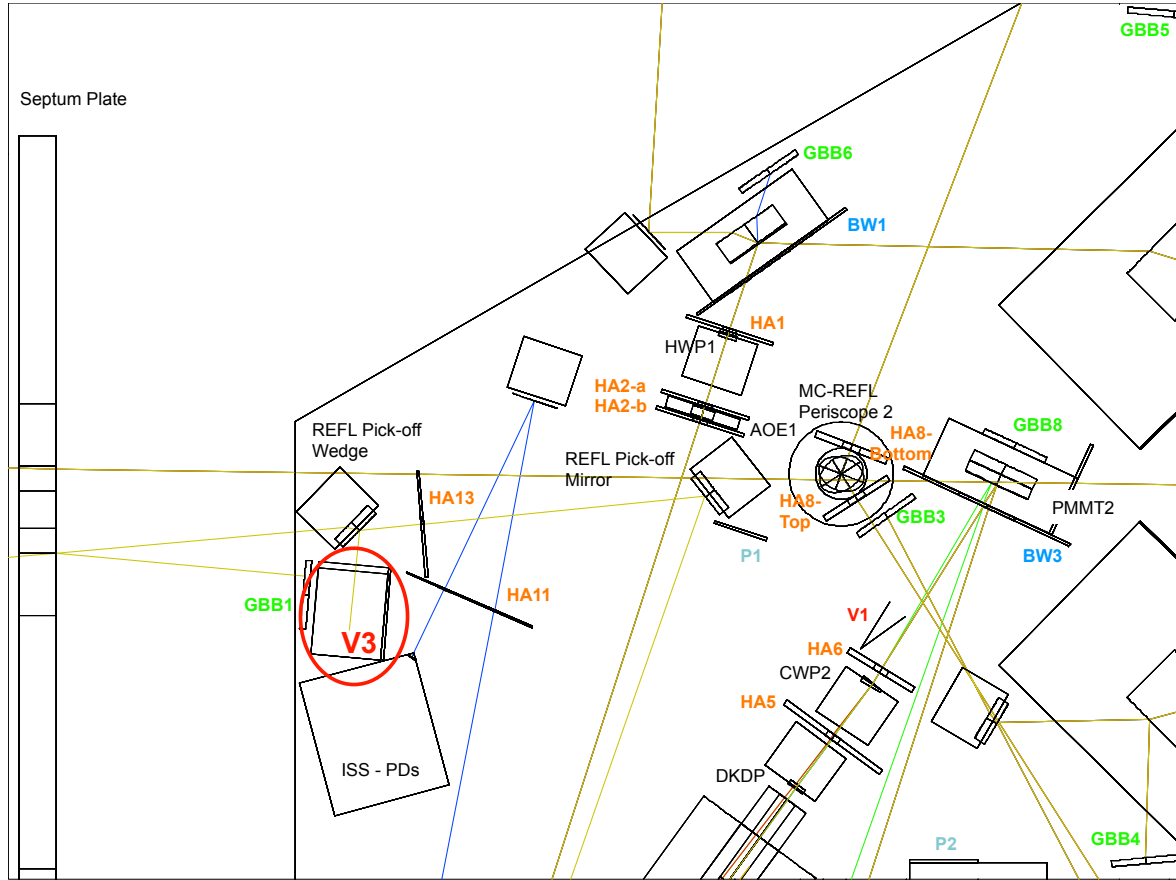 GBB5
Septum Plate
GBB6
BW1
HA1
HWP1
HA2-a
HA2-b
MC-REFL
Periscope 2
AOE1
GBB8
HA8-
Bottom
REFL Pick-off
Wedge
REFL Pick-off
Mirror
HA13
HA8-
Top
GBB3
PMMT2
P1
BW3
HA11
GBB1
V3
V1
HA6
CWP2
HA5
ISS - PDs
DKDP
P2
GBB4